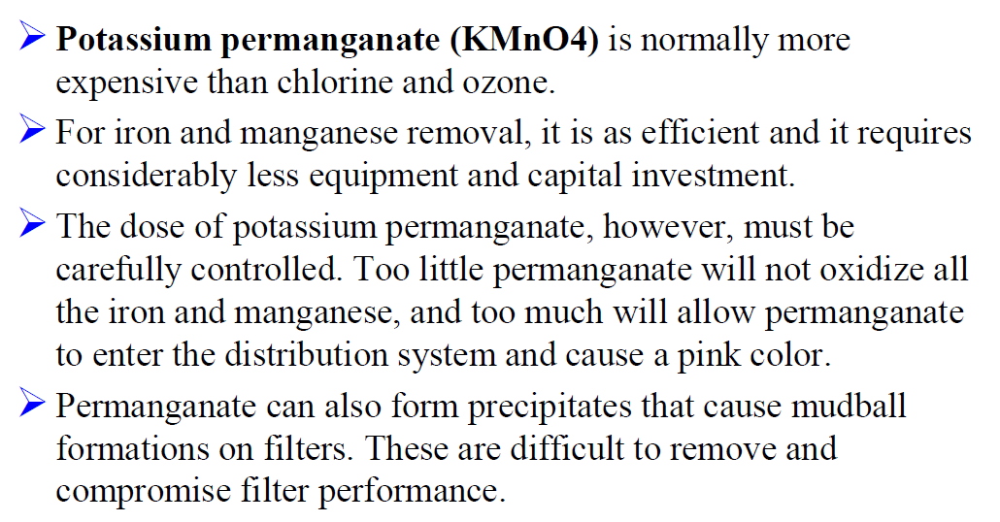 Potassium permanganate (KMnO4) is normally more
expensive than chlorine and ozone.
For iron and manganese removal, it is as efficient and it requires
considerably less equipment and capital investment.
The dose of potassium permanganate, however, must be
carefully controlled. Too little permanganate will not oxidize all
the iron and manganese, and too much will allow permanganate
to enter the distribution system and cause a pink color.
Permanganate can also form precipitates that cause mudball
formations on filters. These are difficult to remove and
compromise filter performance.